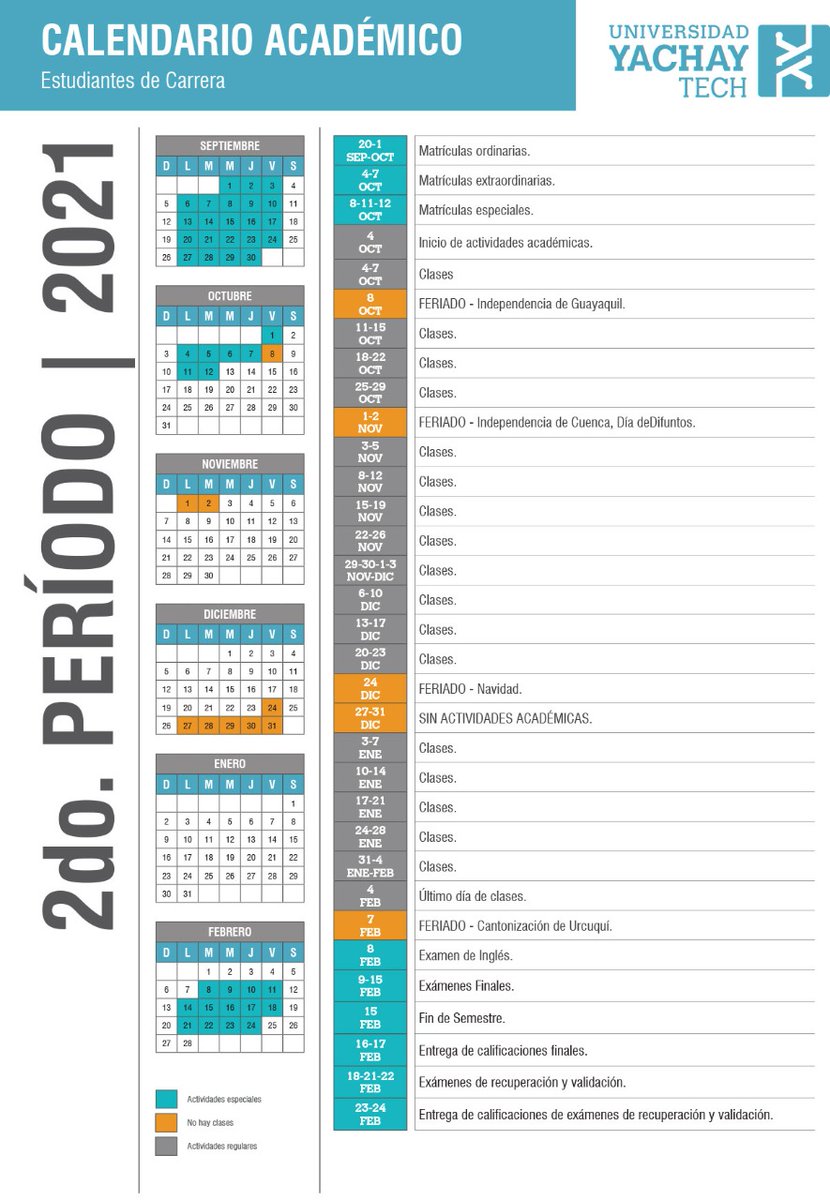 CALENDARIO ACADÉMICO
Estudiantes de Carrera
UNIVERSIDAD
YACHAY
TECH
2do. PERÍODO | 2021
SEPTIEMBRE
D L M M J V S
1 2 3 4
5 6 7 8 9 10 11
12 13 14 15 16 17 18
19 20 21 22 23 24 25
26 27 28 29 30
OCTUBRE
D L M M J V S
1 2
3 4 5 6 7 8 9
10 11 12 13 14 15 16
17 18 19 20 21 22 23
24 25 26 27 28 29 30
31
NOVIEMBRE
D L M M J V S
1 2 3 4 5 6
7 8 9 10 11 12 13
14 15 16 17 18 19 20
21 22 23 24 25 26 27
28 29 30
DICIEMBRE
D L M M J V S
1 2 3 4
5 6 7 8 9 10 11
12 13 14 15 16 17 18
19 20 21 22 23 24 25
26 27 28 29 30 31
ENERO
D L M M J V S
1
2 3 4 5 6 7 8
9 10 11 12 13 14 15
16 17 18 19 20 21 22
23 24 25 26 27 28 29
30 31
FEBRERO
D L M M J V S
1 2 3 4 5
6 7 8 9 10 11 12
13 14 15 16 17 18 19
20 21 22 23 24 25 26
27 28
Actividades especiales
No hay clases
Actividades regulares
20-1
SEP-OCT
Matrículas ordinarias.
4-7
OCT
Matrículas extraordinarias.
8-11-12
OCT
Matrículas especiales.
4
OCT
Inicio de actividades académicas.
4-7
OCT
Clases
8
OCT
FERIADO - Independencia de Guayaquil.
11-15
OCT
Clases.
18-22
OCT
Clases.
25-29
OCT
Clases.
1-2
NOV
FERIADO - Independencia de Cuenca, Día deDifuntos.
3-5
NOV
Clases.
8-12
NOV
Clases.
15-19
NOV
Clases.
22-26
NOV
Clases.
29-30-1-3
NOV-DIC
Clases.
6-10
DIC
Clases.
13-17
DIC
Clases.
20-23
DIC
Clases.
24
DIC
FERIADO - Navidad.
27-31
DIC
SIN ACTIVIDADES ACADÉMICAS.
3-7
ENE
Clases.
10-14
ENE
Clases.
17-21
ENE
Clases.
24-28
ENE
Clases.
31-4
ENE-FEB
Clases.
4
FEB
Último día de clases.
7
FEB
FERIADO - Cantonización de Urcuquí.
8
FEB
Examen de Inglés.
9-15
FEB
Exámenes Finales.
15
FEB
Fin de Semestre.
16-17
FEB
Entrega de calificaciones finales.
18-21-22
FEB
Exámenes de recuperación y validación.
23-24
FEB
Entrega de calificaciones de exámenes de recuperación y validación.